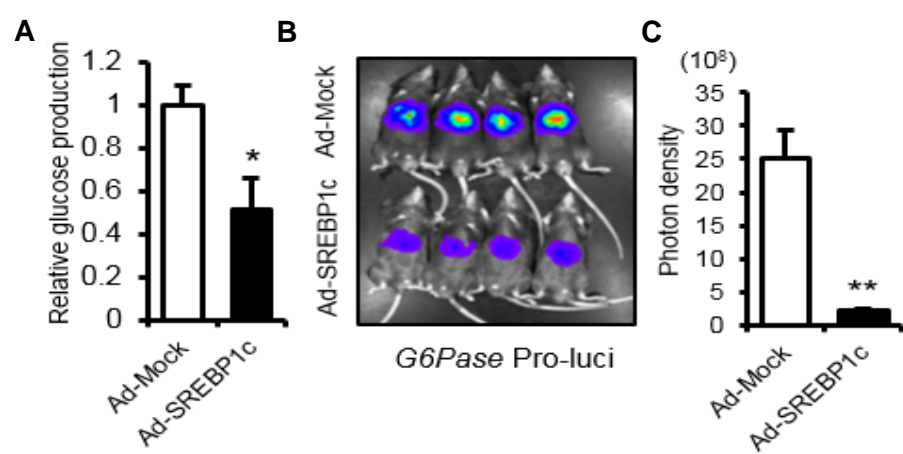 A
Relative glucose production
1.2
1
0.8
0.6
0.4
0.2
0
*
Ad-Mock
Ad-SREBP1c
B
Ad-Mock
Ad-SREBP1c
G6Pase Pro-luci
C
(10⁸)
Photon density
35
30
25
20
15
10
5
0
**
Ad-Mock
Ad-SREBP1c